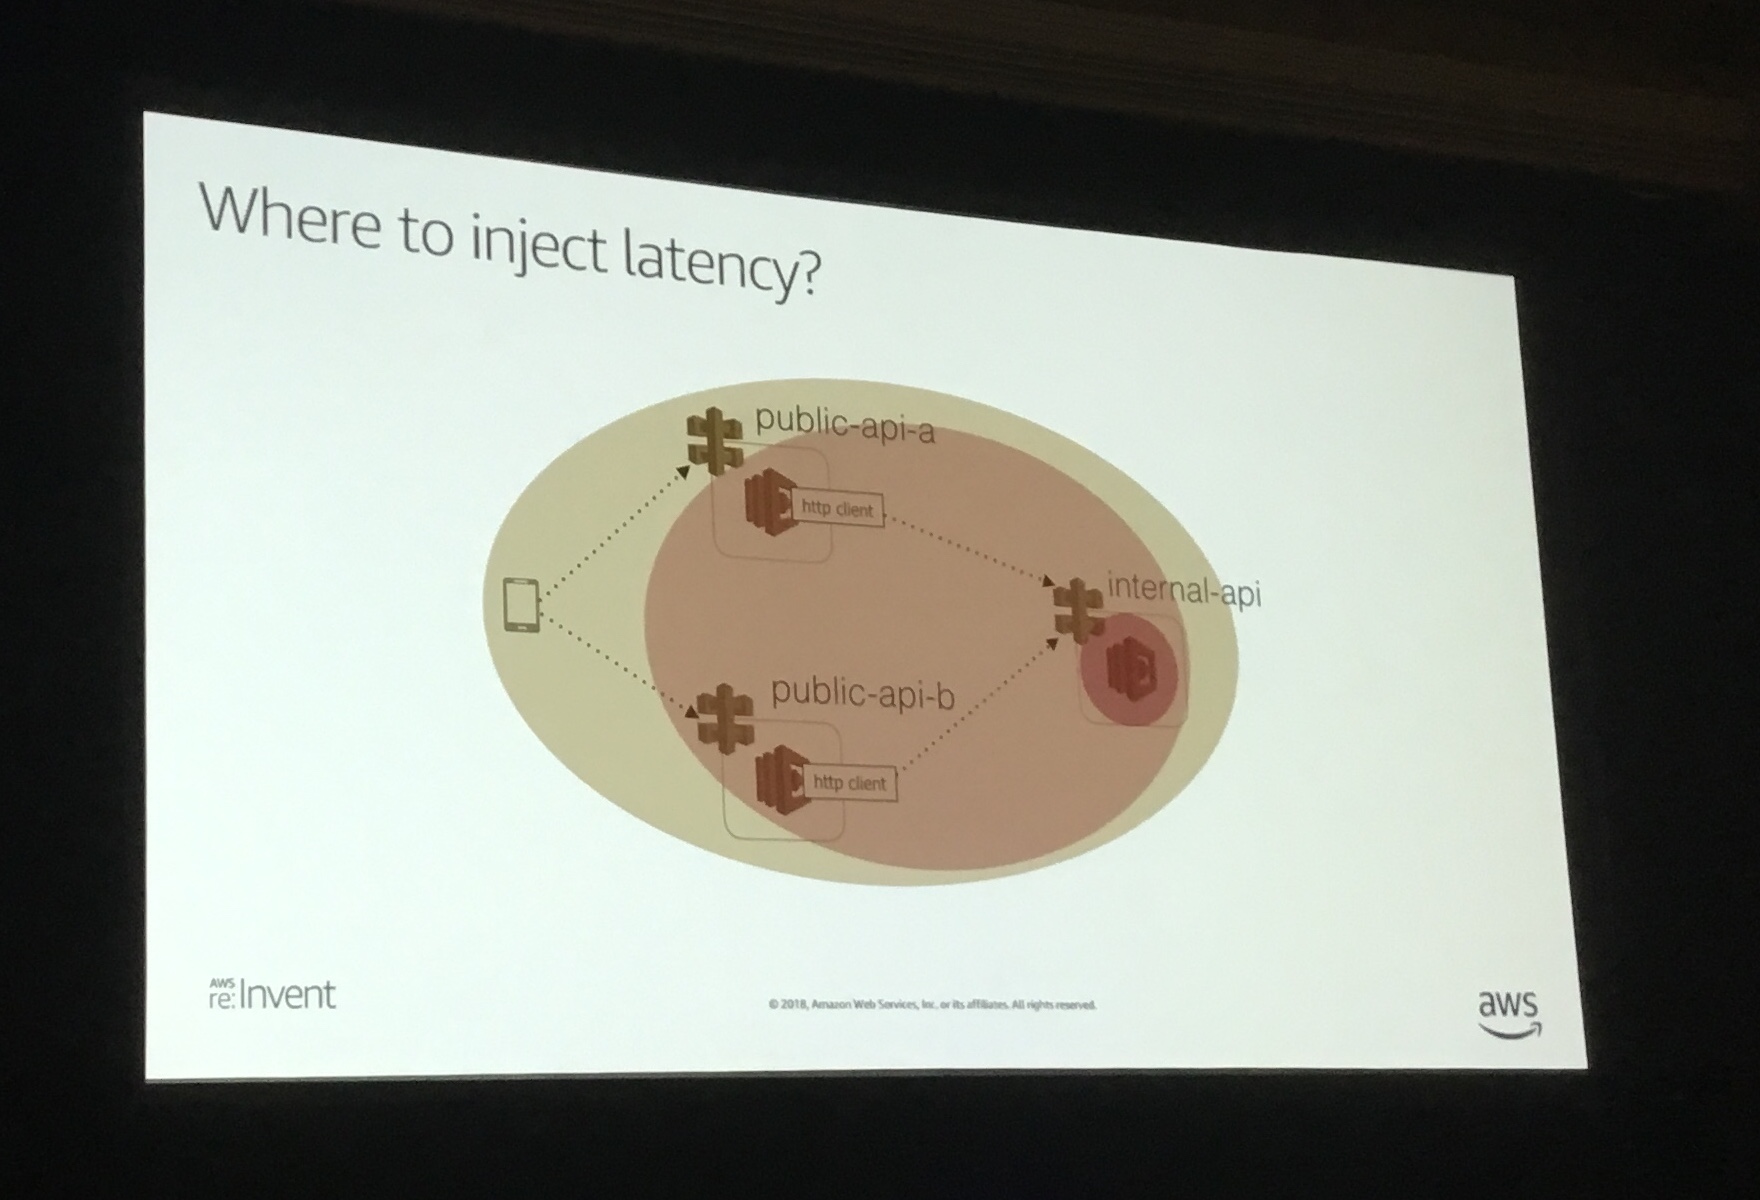 Where to inject latency?
public-api-a
http client
internal-api
public-api-b
http client
AWS
re:Invent
© 2018, Amazon Web Services, Inc. or its affiliates. All rights reserved.
aws